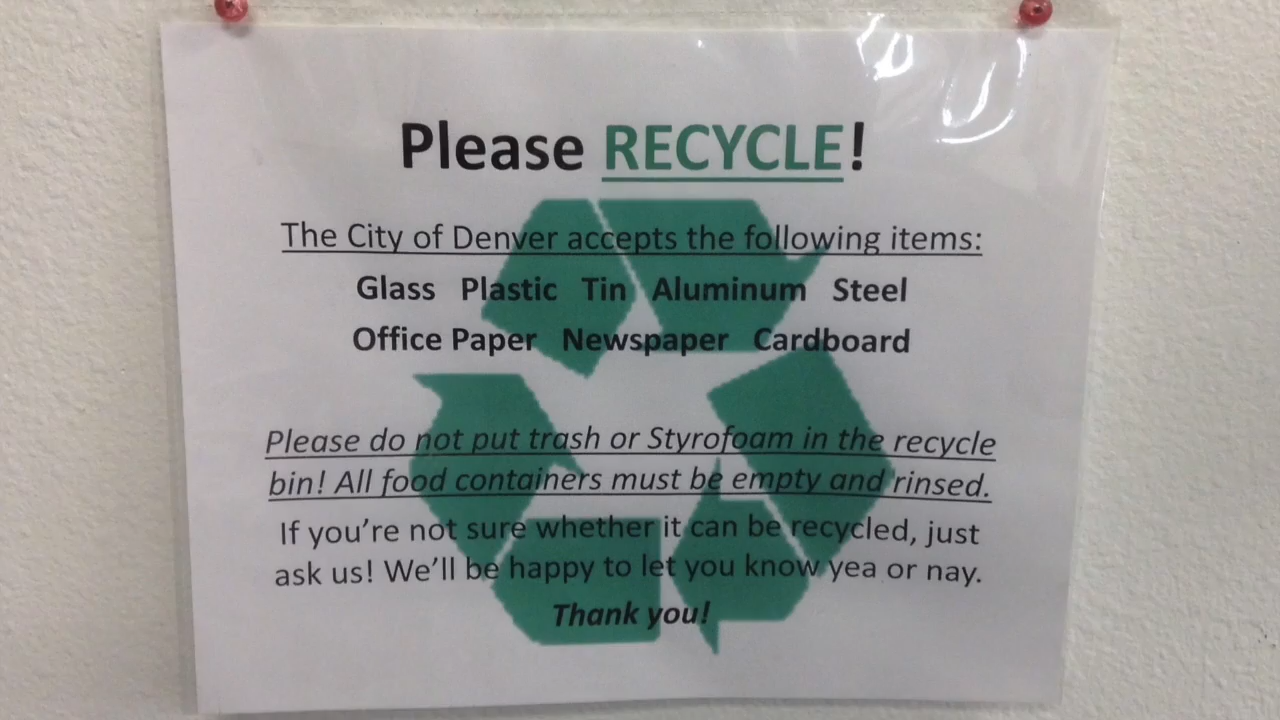 Please RECYCLE!
The City of Denver accepts the following items:
Glass Plastic Tin Aluminum Steel
Office Paper Newspaper Cardboard
Please do not put trash or Styrofoam in the recycle
bin! All food containers must be empty and rinsed.
If you're not sure whether it can be recycled, just
ask us! We'll be happy to let you know yea or nay.
Thank you!